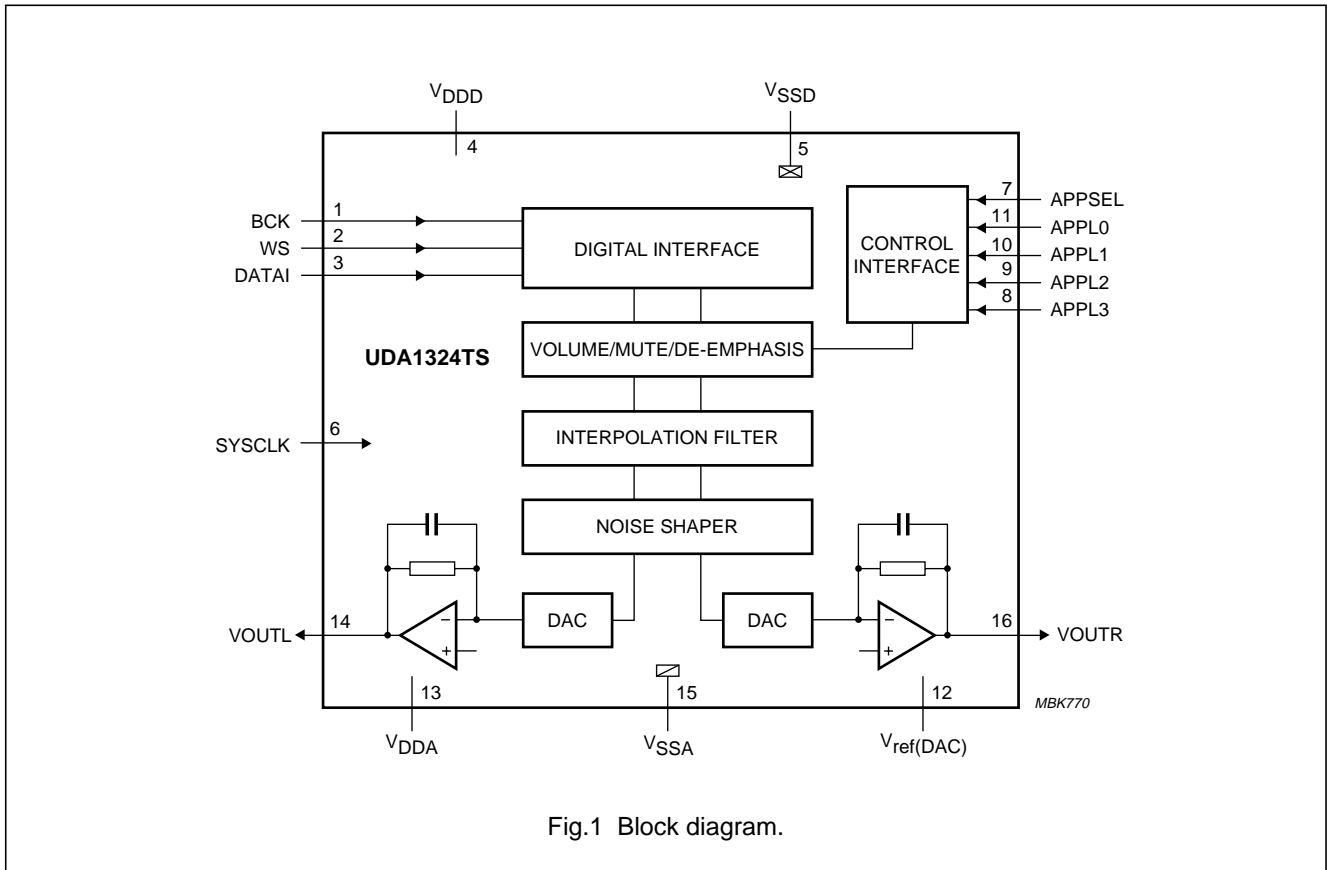 VDDD
VSSD
4
5
BCK
1
WS
2
DATAI
3
DIGITAL INTERFACE
CONTROL
INTERFACE
7
APPSEL
11
APPL0
10
APPL1
9
APPL2
8
APPL3
UDA1324TS
VOLUME/MUTE/DE-EMPHASIS
SYSCLK
6
INTERPOLATION FILTER
NOISE SHAPER
VOUTL
14
−
+
DAC
DAC
−
+
16
VOUTR
13
15
12
VDDA
VSSA
Vref(DAC)
MBK770
Fig.1 Block diagram.